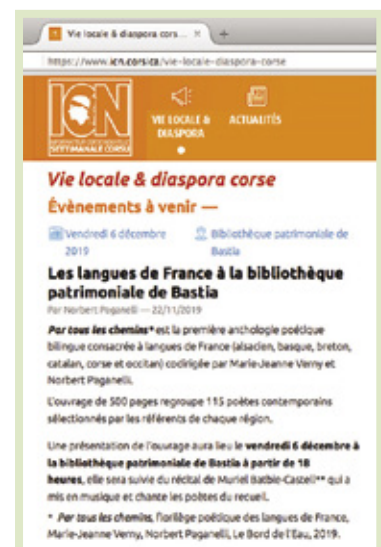 Vie locale & diaspora cors...
https://www.icn.corsica/vie-locale-diaspora-corse
ICN
SETTIMANALE CORSU
VIE LOCALE &
DIASPORA
ACTUALITÉS
Vie locale & diaspora corse
Évènements à venir —
Vendredi 6 décembre
2019
Bibliothèque patrimoniale de
Bastia
Les langues de France à la bibliothèque
patrimoniale de Bastia
Par Norbert Paganelli — 22/11/2019
Par tous les chemins* est la première anthologie poétique
bilingue consacrée à langues de France (alsacien, basque, breton,
catalan, corse et occitan) codirigée par Marie-Jeanne Verny et
Norbert Paganelli.
L'ouvrage de 500 pages regroupe 115 poètes contemporains
sélectionnés par les référents de chaque région.
Une présentation de l'ouvrage aura lieu le vendredi 6 décembre à
la bibliothèque patrimoniale de Bastia à partir de 18
heures, elle sera suivie du récital de Muriel Batbie-Castell** qui a
mis en musique et chante les poètes du recueil.
* Par tous les chemins, florilège poétique des langues de France,
Marie-Jeanne Verny, Norbert Paganelli, Le Bord de l'Eau, 2019.